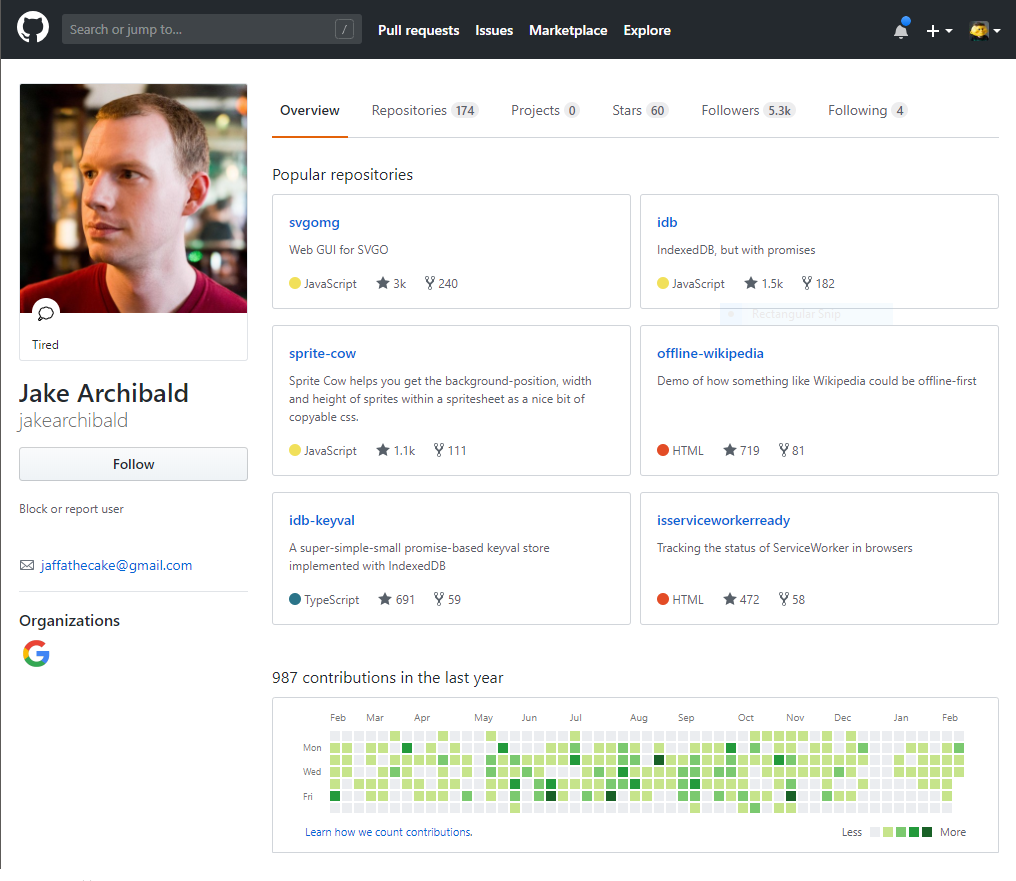 Search or jump to... /
Pull requests Issues Marketplace Explore
Overview Repositories 174 Projects 0 Stars 60 Followers 5.3k Following 4
Tired
Jake Archibald
jakearchibald
Follow
Block or report user
jaffathecake@gmail.com
Organizations
Popular repositories
svgomg
Web GUI for SVGO
JavaScript 3k 240
idb
IndexedDB, but with promises
JavaScript 1.5k 182
Rectangular Snip
sprite-cow
Sprite Cow helps you get the background-position, width
and height of sprites within a spritesheet as a nice bit of
copyable css.
JavaScript 1.1k 111
offline-wikipedia
Demo of how something like Wikipedia could be offline-first
HTML 719 81
idb-keyval
A super-simple-small promise-based keyval store
implemented with IndexedDB
TypeScript 691 59
isserviceworkerready
Tracking the status of ServiceWorker in browsers
HTML 472 58
987 contributions in the last year
Feb Mar Apr May Jun Jul Aug Sep Oct Nov Dec Jan Feb
Mon
Wed
Fri
Learn how we count contributions.
Less More